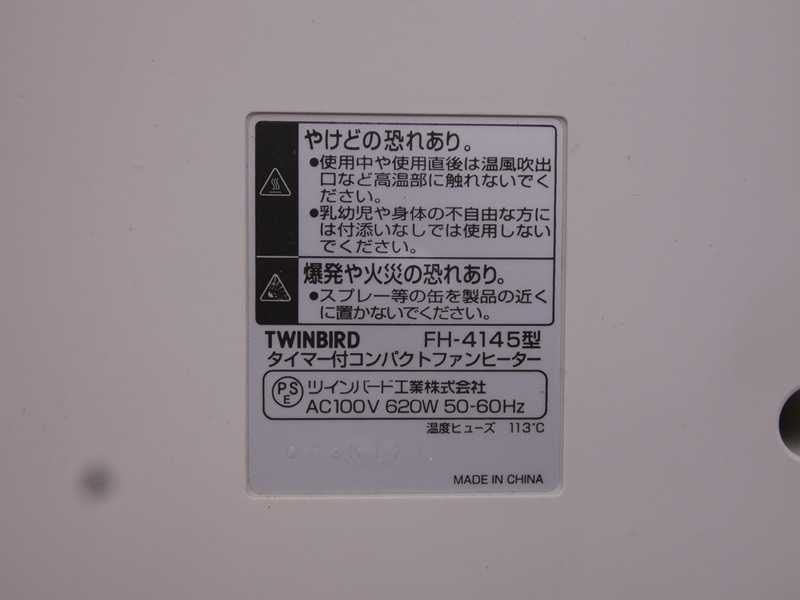 やけどの恐れあり。
●使用中や使用直後は温風吹出
口など高温部に触れないでく
ださい。
●乳幼児や身体の不自由な方に
は付添いなしでは使用しない
でください。
爆発や火災の恐れあり。
●スプレー等の缶を製品の近く
に置かないでください。
TWINBIRD FH-4145型
タイマー付コンパクトファンヒーター
PSE ツインバード工業株式会社
AC100V 620W 50-60Hz
温度ヒューズ 113℃
MADE IN CHINA